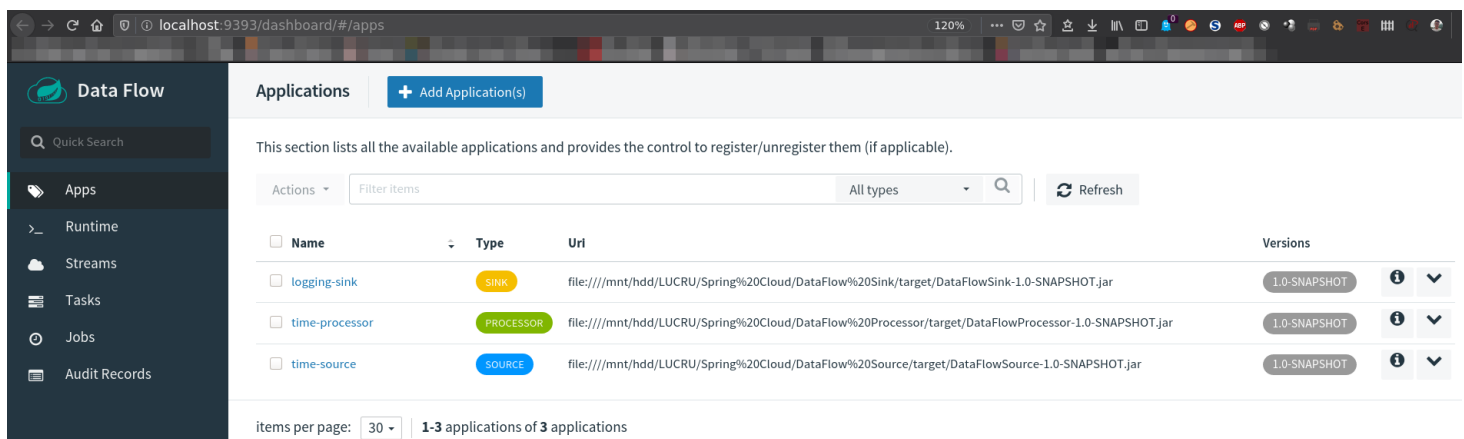 localhost:9393/dashboard/#/apps
120%
Data Flow
Applications
Add Application(s)
Quick Search
This section lists all the available applications and provides the control to register/unregister them (if applicable).
Actions
Filter items
All types
Refresh
Apps
Runtime
Streams
Tasks
Jobs
Audit Records
Name Type Uri Versions
logging-sink SINK file:////mnt/hdd/LUCRU/Spring%20Cloud/DataFlow%20Sink/target/DataFlowSink-1.0-SNAPSHOT.jar 1.0-SNAPSHOT
time-processor PROCESSOR file:////mnt/hdd/LUCRU/Spring%20Cloud/DataFlow%20Processor/target/DataFlowProcessor-1.0-SNAPSHOT.jar 1.0-SNAPSHOT
time-source SOURCE file:////mnt/hdd/LUCRU/Spring%20Cloud/DataFlow%20Source/target/DataFlowSource-1.0-SNAPSHOT.jar 1.0-SNAPSHOT
items per page: 30 1-3 applications of 3 applications